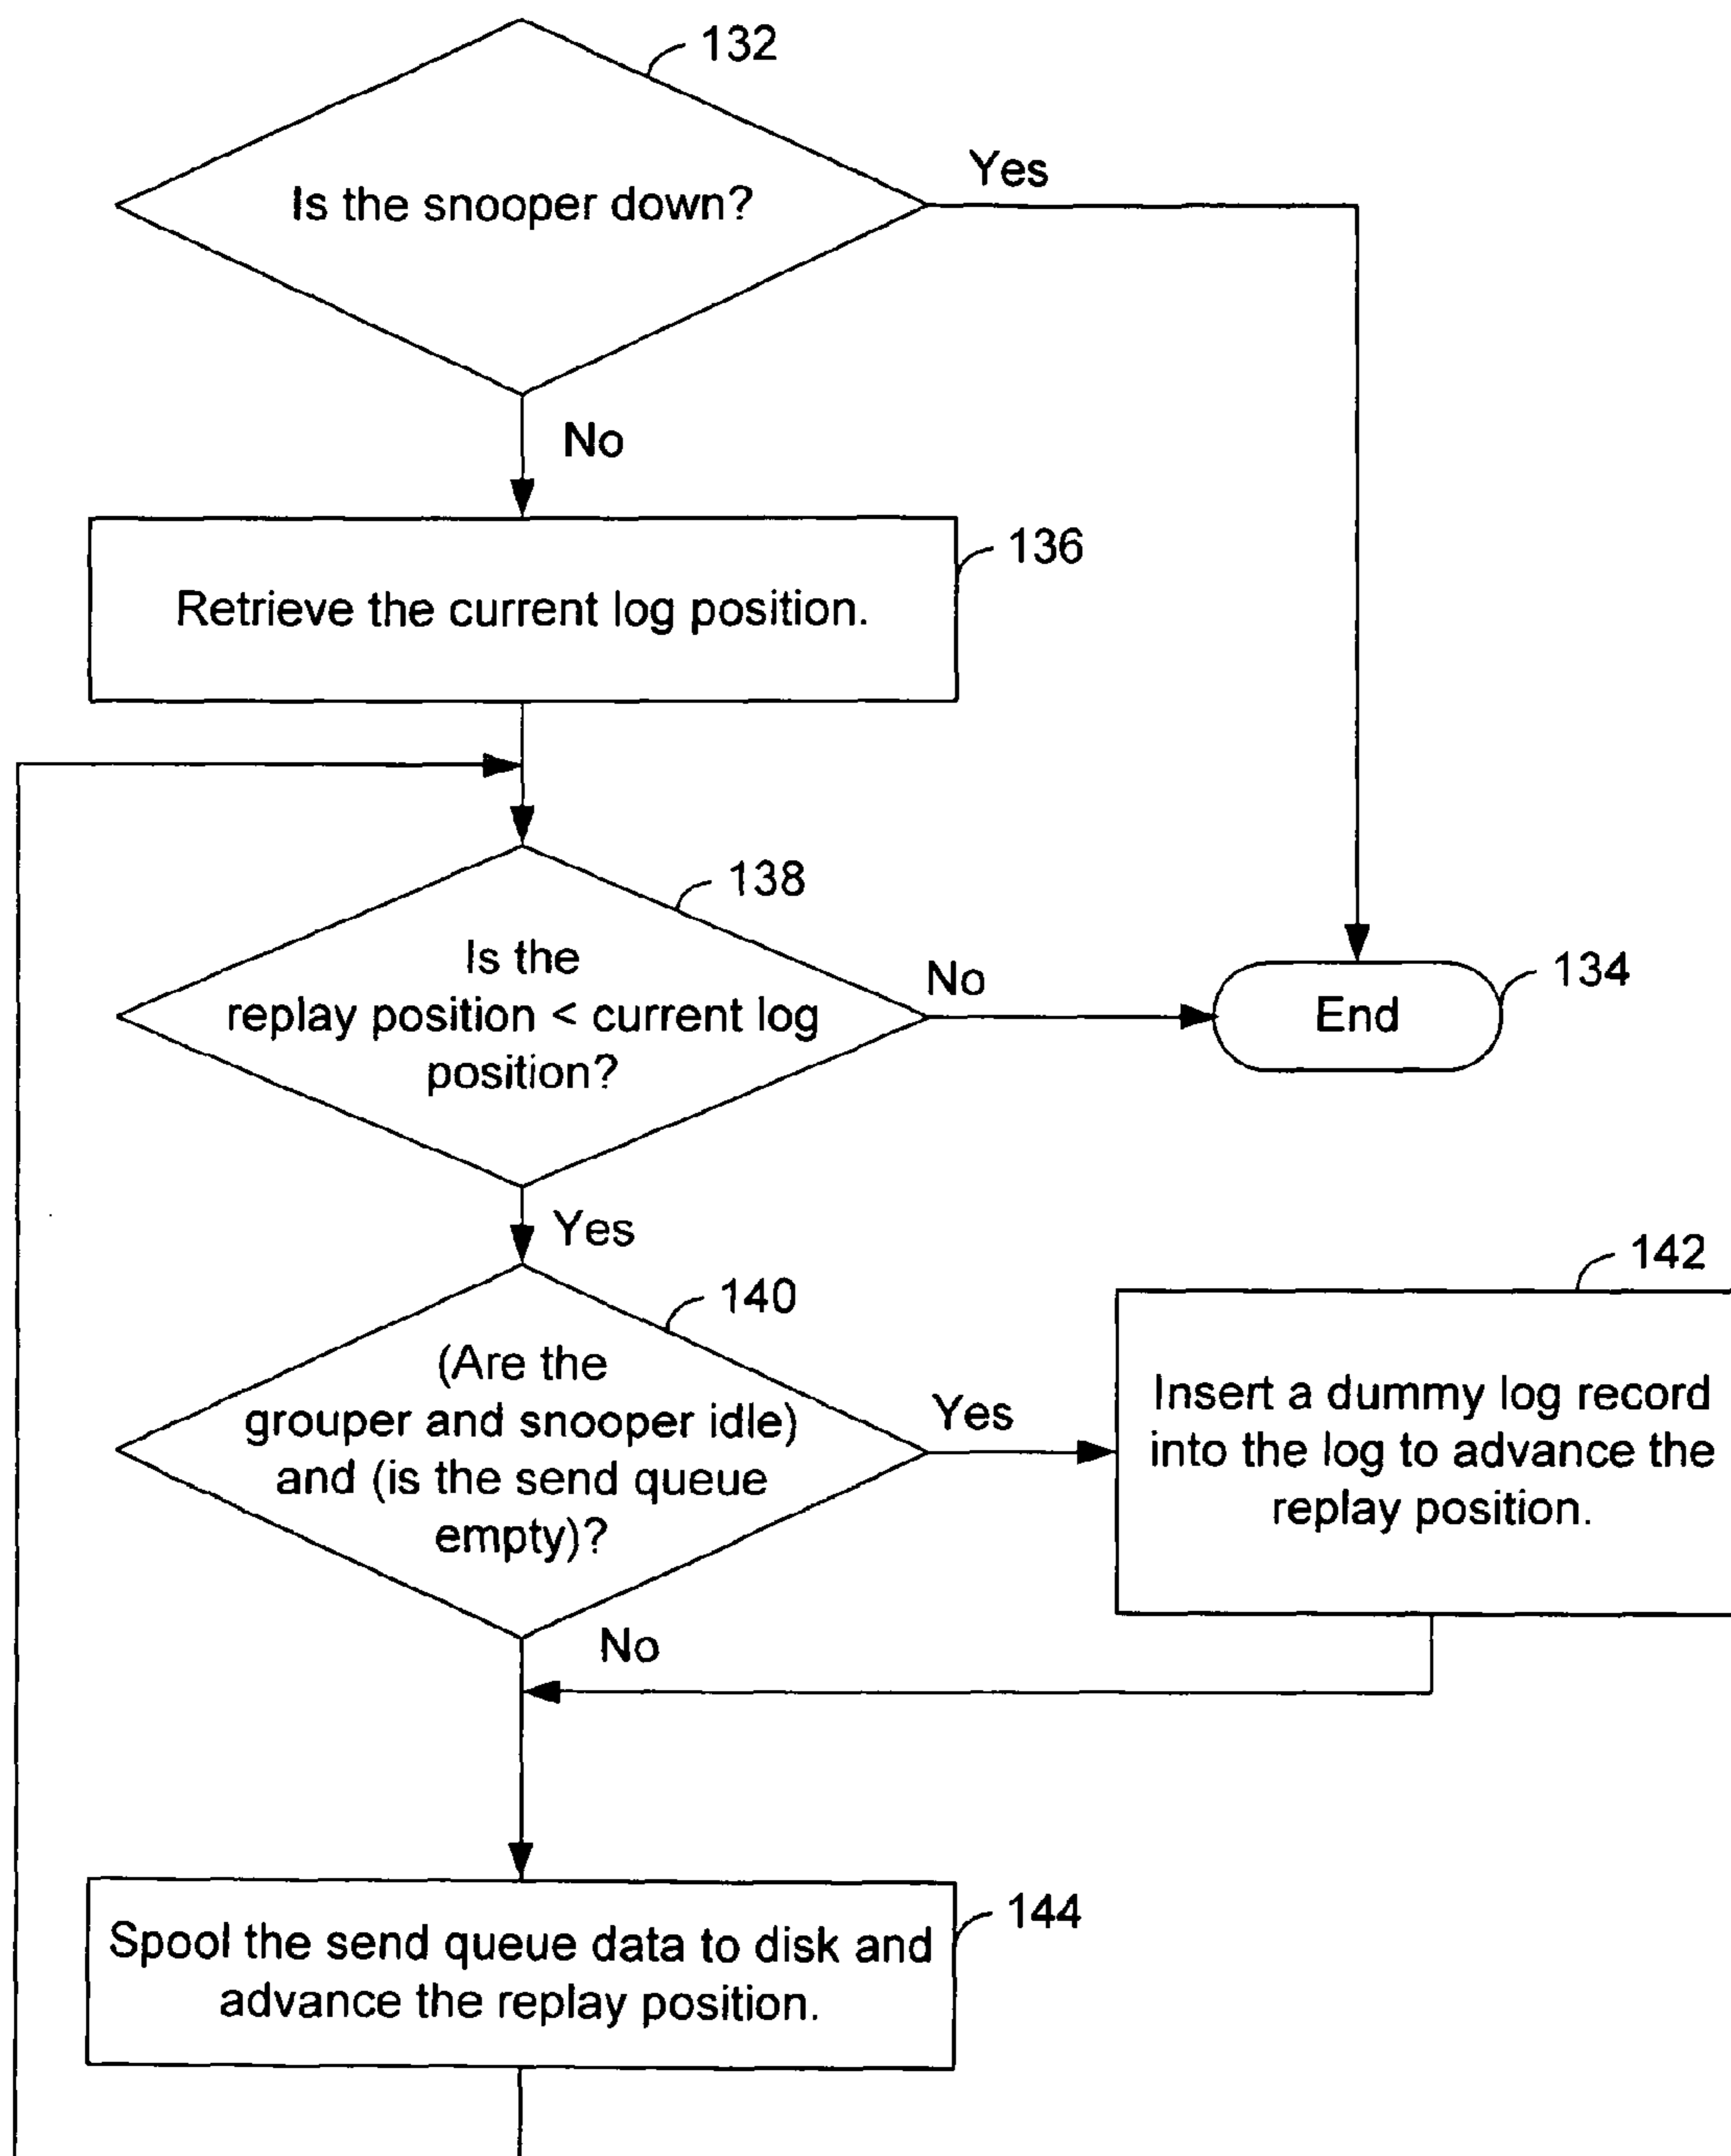 132
Is the snooper down?
Yes
No
136
Retrieve the current log position.
138
Is the
replay position < current log
position?
No
134
End
Yes
140
(Are the
grouper and snooper idle)
and (is the send queue
empty)?
Yes
142
Insert a dummy log record
into the log to advance the
replay position.
No
144
Spool the send queue data to disk and
advance the replay position.